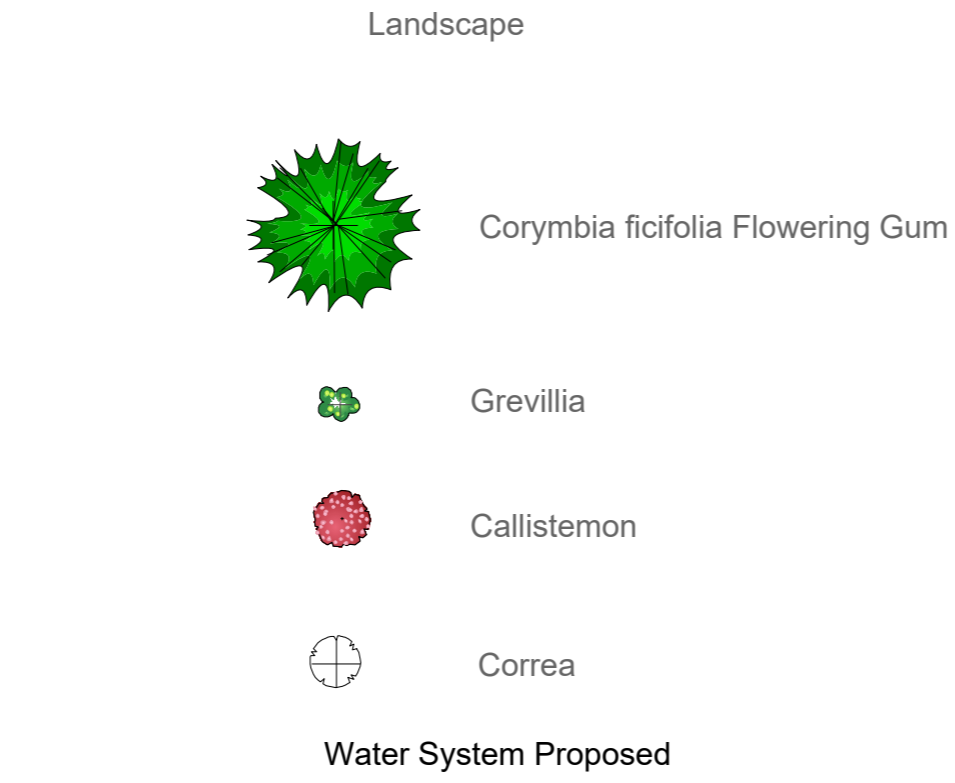 Landscape
Corymbia ficifolia Flowering Gum
Grevillia
Callistemon
Correa
Water System Proposed